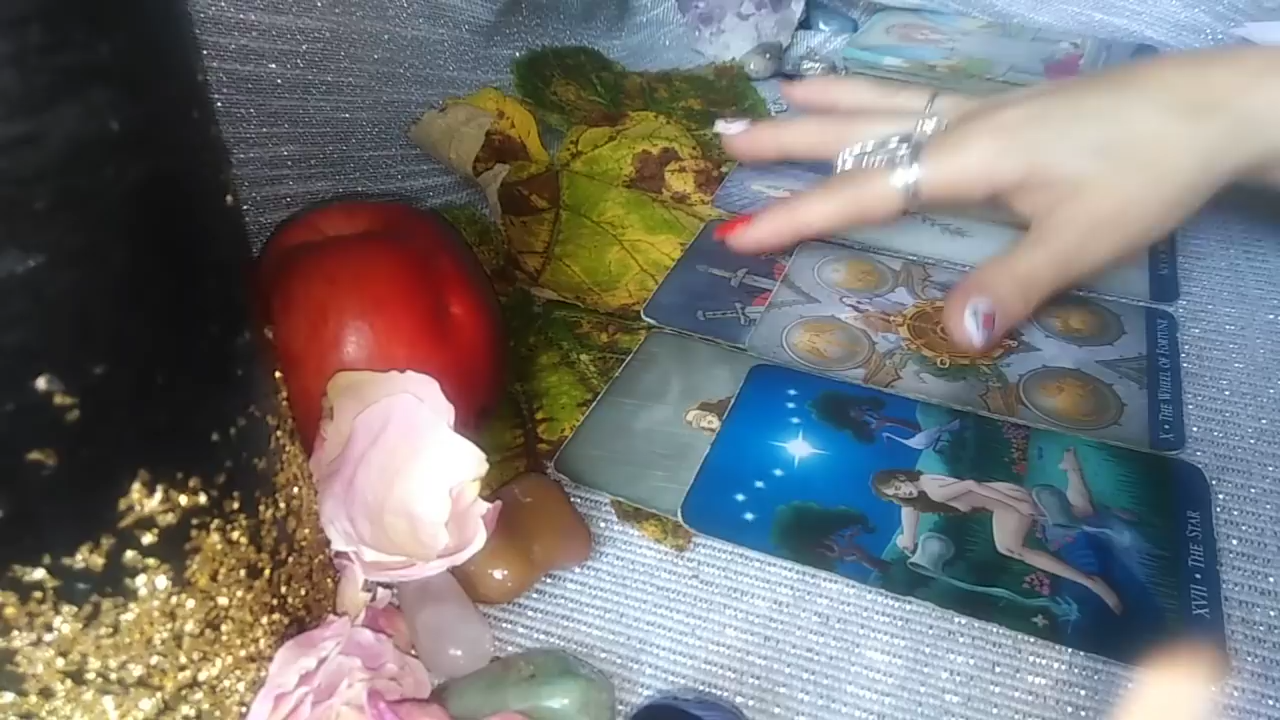 X • THE WHEEL OF FORTUNE
XVII • THE STAR